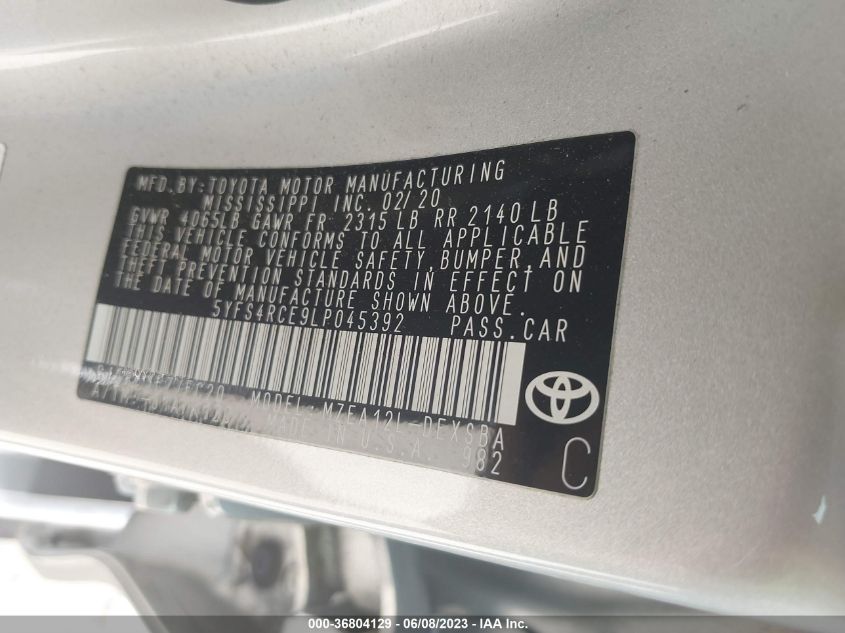 MFD.BY:TOYOTA MOTOR MANUFACTURING
MISSISSIPPI INC. 02/20
GVWR 4065LB GAWR FR 2315LB RR 2140LB
THIS VEHICLE CONFORMS TO ALL APPLICABLE
FEDERAL MOTOR VEHICLE SAFETY,BUMPER,AND
THEFT PREVENTION STANDARDS IN EFFECT ON
THE DATE OF MANUFACTURE SHOWN ABOVE.
5YFS4RCE9LP045392 PASS.CAR
MODEL: MZEA12L-DEXSBA
MADE IN U.S.A. 982
C
000-36804129 - 06/08/2023 - IAA Inc.